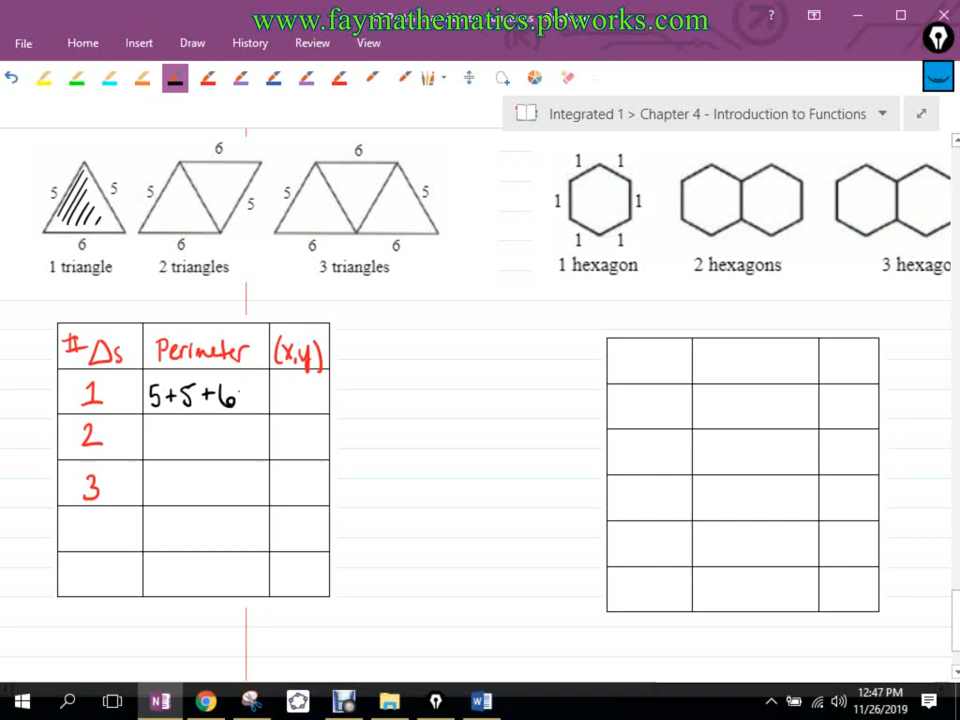 www.faymathematics.pbworks.com
File Home Insert Draw History Review View
Integrated 1 > Chapter 4 - Introduction to Functions
6 6 1 1
5 5 5 5 5 5 1 1
6 6 6 6 1 1
1 triangle 2 triangles 3 triangles 1 hexagon 2 hexagons 3 hexago
# Δs Perimeter (x,y)
1 5+5+6
2
3
12:47 PM
11/26/2019